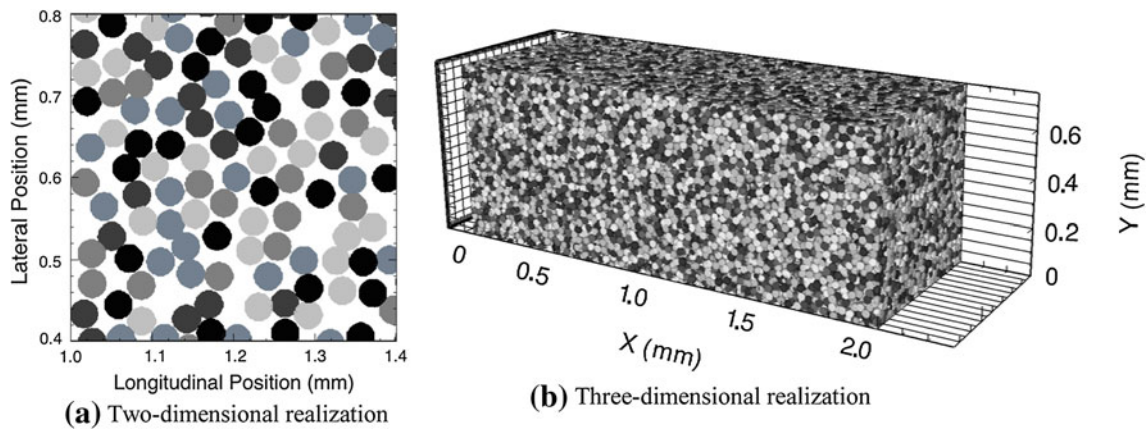 0.8
0.7
0.6
0.5
0.4
Lateral Position (mm)
1.0 1.1 1.2 1.3 1.4
Longitudinal Position (mm)
(a) Two-dimensional realization
0 0.5 1.0 1.5 2.0
X (mm)
0.6
0.4
0.2
0
Y (mm)
(b) Three-dimensional realization